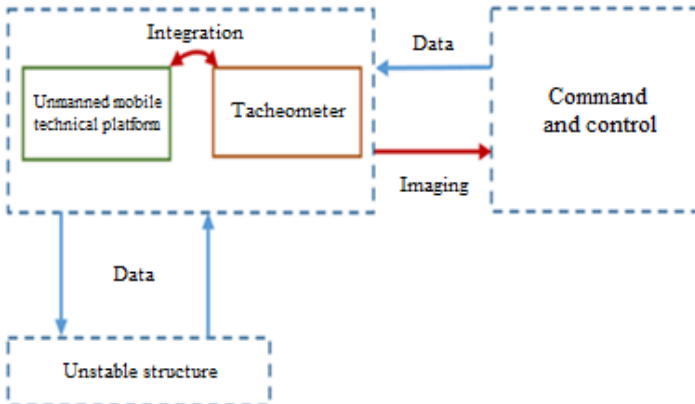 Integration
Data
Unmanned mobile
technical platform
Tacheometer
Command
and control
Imaging
Data
Unstable structure